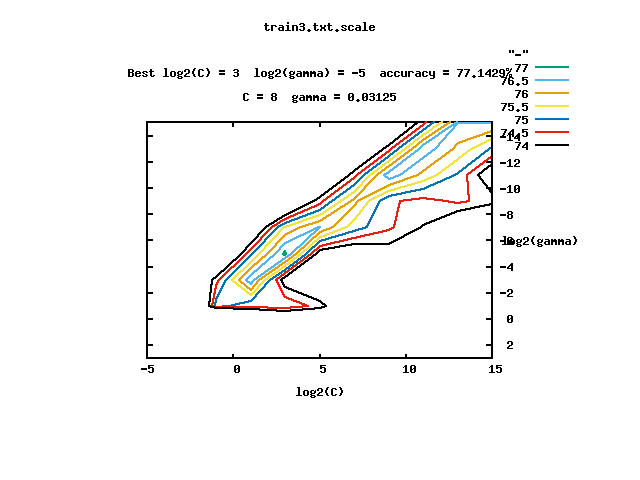 train3.txt.scale
"-"
Best log2(C) = 3  log2(gamma) = -5  accuracy = 77.1429%
77
76.5
C = 8  gamma = 0.03125
76
75.5
75
74.5
74
-14
-12
-10
-8
-6
log2(gamma)
-4
-2
0
2
-5 0 5 10 15
log2(C)